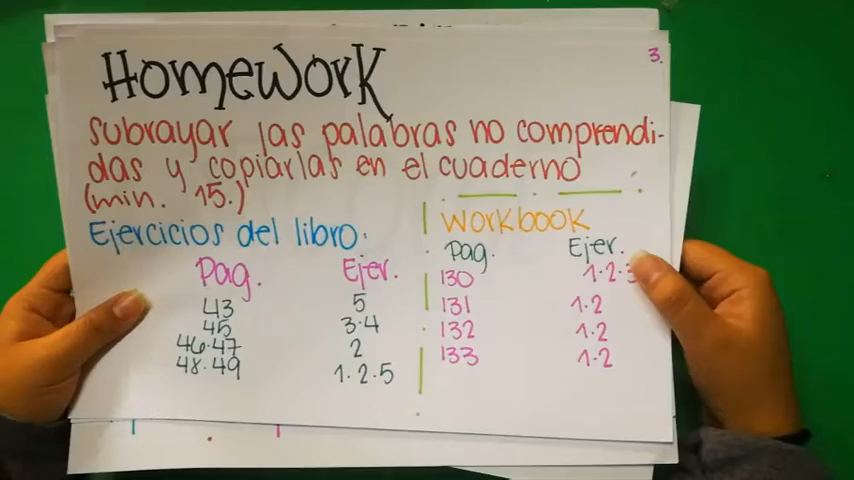 3.
Homework
subrayar las palabras no comprendi-
das y copiarlas en el cuaderno
(min. 15.)
Ejercicios del libro:
Pag. Ejer.
43 5
45 3.4
46.47 2
48.49 1.2.5
Workbook
Pag. Ejer.
130 1.2.3
131 1.2
132 1.2
133 1.2